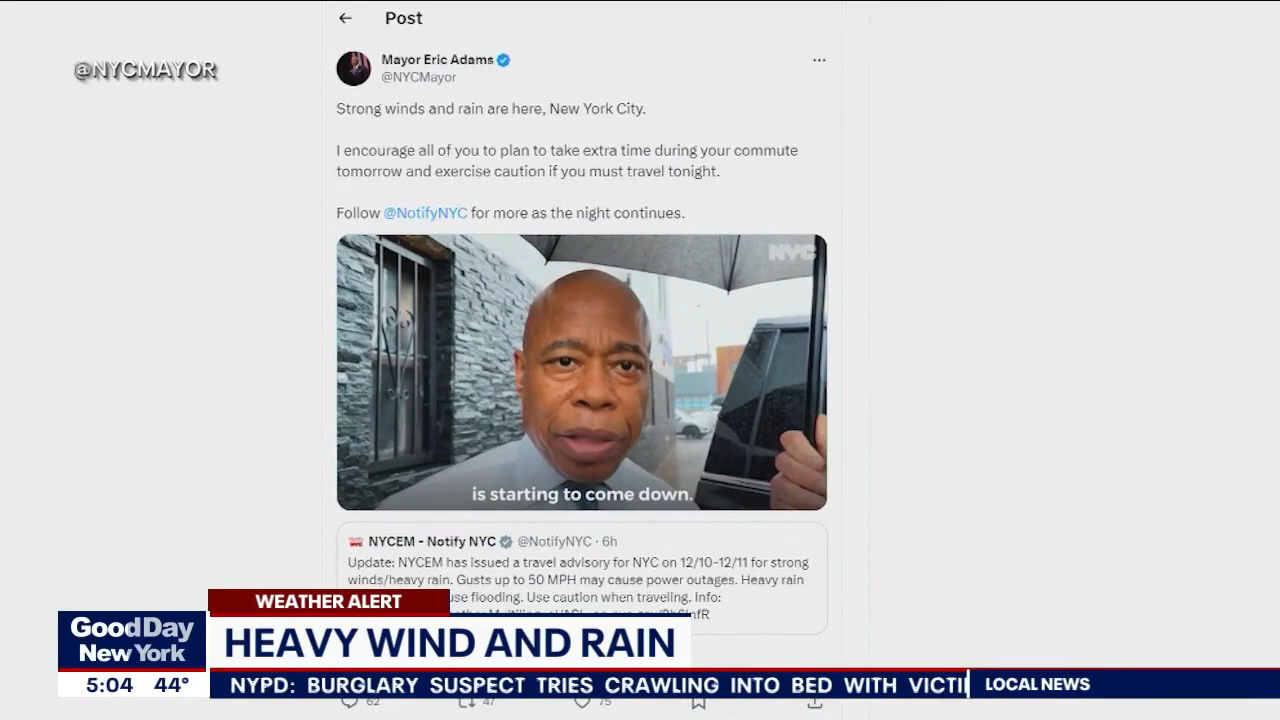 Post
@NYCMAYOR
Mayor Eric Adams
@NYCMayor
Strong winds and rain are here, New York City.
I encourage all of you to plan to take extra time during your commute
tomorrow and exercise caution if you must travel tonight.
Follow @NotifyNYC for more as the night continues.
NYC
is starting to come down.
NYCEM - Notify NYC @NotifyNYC · 6h
Update: NYCEM has issued a travel advisory for NYC on 12/10-12/11 for strong
winds/heavy rain. Gusts up to 50 MPH may cause power outages. Heavy rain
use flooding. Use caution when traveling. Info:
WEATHER ALERT
HEAVY WIND AND RAIN
Good Day
New York
5:04 44°
NYPD: BURGLARY SUSPECT TRIES CRAWLING INTO BED WITH VICTI
LOCAL NEWS
62 47 75